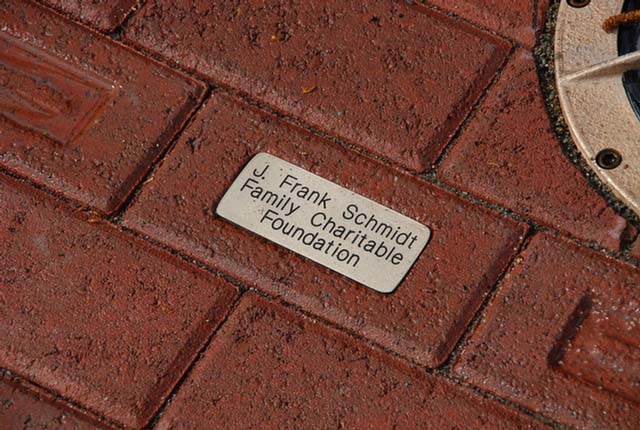 J. Frank Schmidt
Family Charitable
Foundation